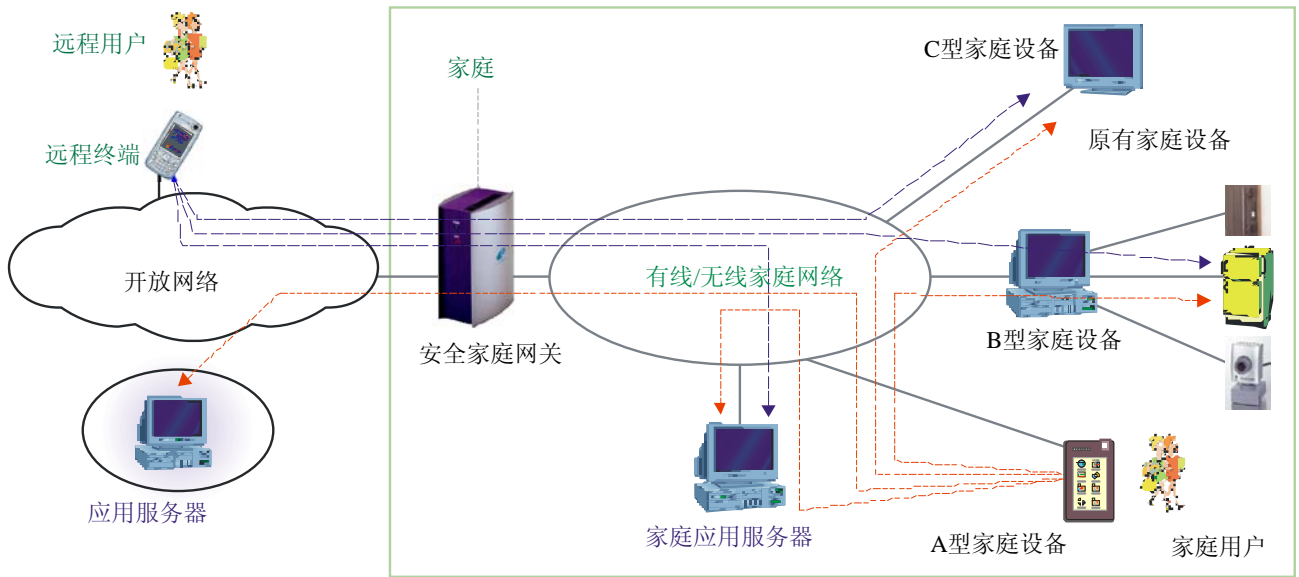 远程用户
家庭
C型家庭设备
远程终端
原有家庭设备
开放网络
有线/无线家庭网络
安全家庭网关
B型家庭设备
应用服务器
家庭应用服务器
A型家庭设备
家庭用户